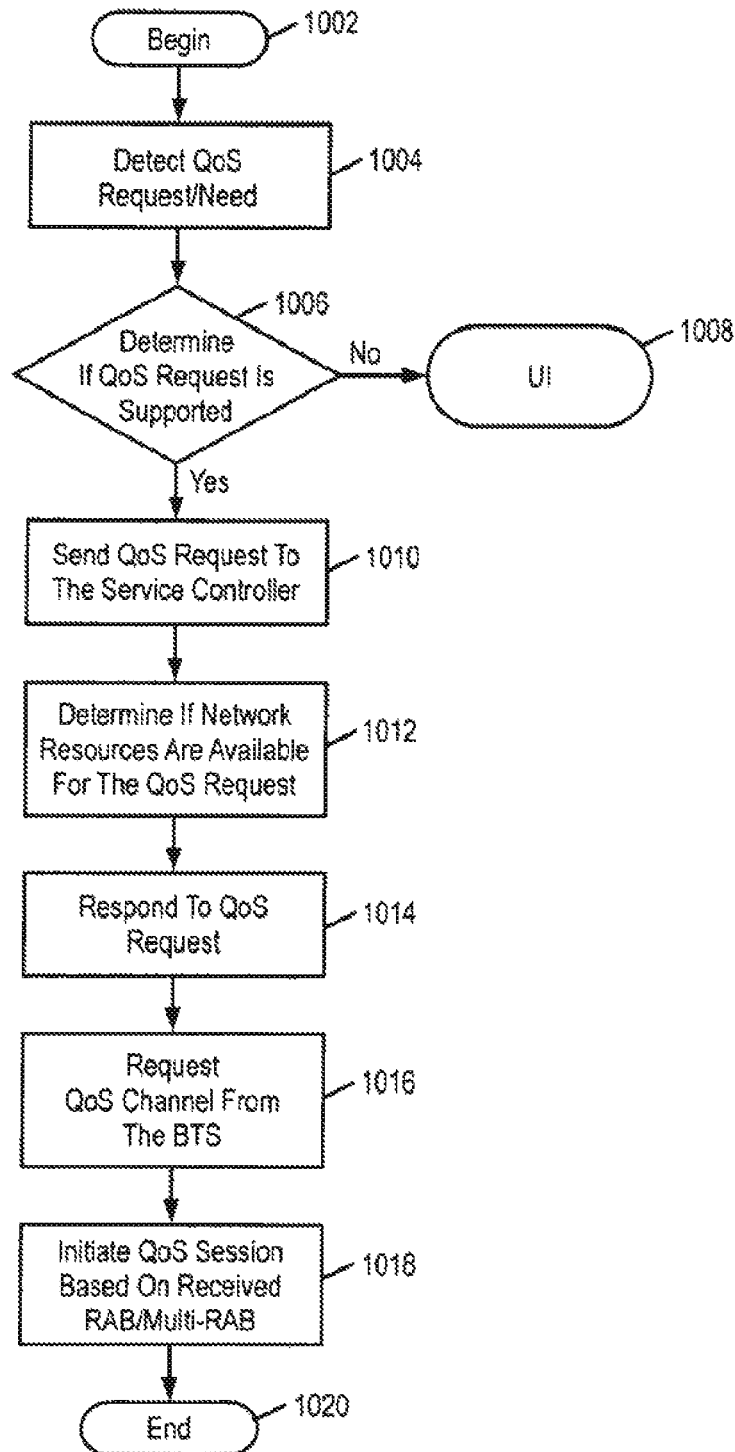 Begin
1002
Detect QoS
Request/Need
1004
1006
Determine
If QoS Request Is
Supported
No
1008
UI
Yes
Send QoS Request To
The Service Controller
1010
Determine If Network
Resources Are Available
For The QoS Request
1012
Respond To QoS
Request
1014
Request
QoS Channel From
The BTS
1016
Initiate QoS Session
Based On Received
RAB/Multi-RAB
1018
End
1020